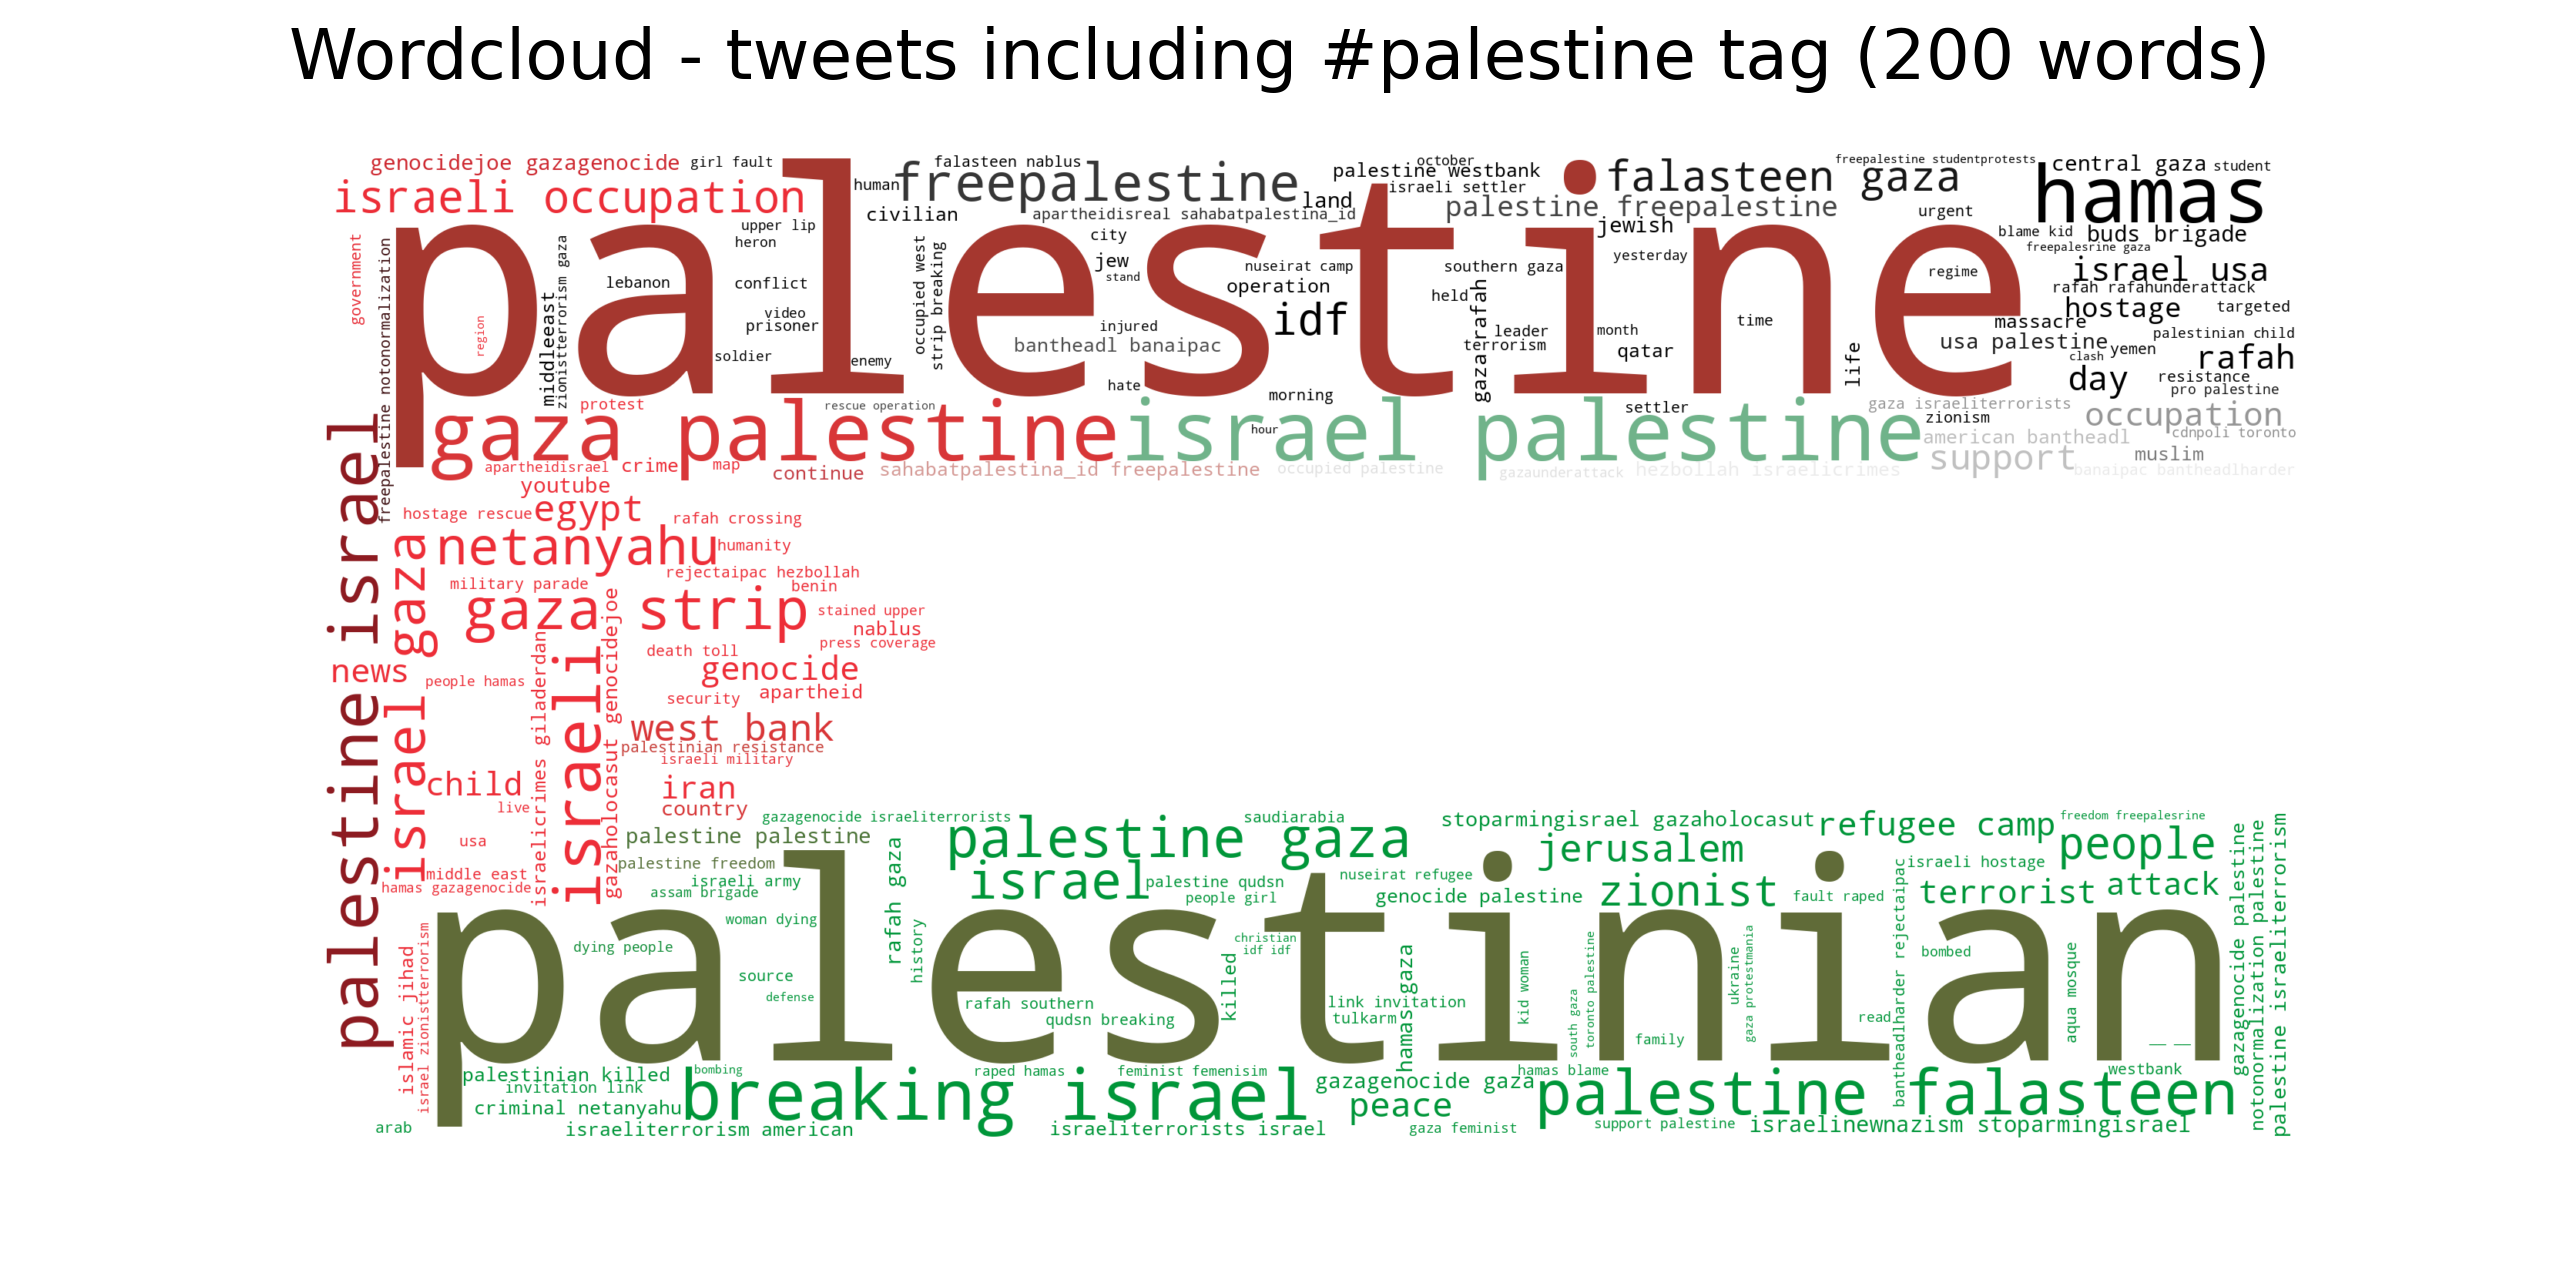 Wordcloud - tweets including #palestine tag (200 words)
genocidejoe gazagenocide
girl fault
falasteen nablus
october
palestine westbank
freepalestine studentprotests
central gaza
student
israeli occupation
human
freepalestine
israeli settler
land
falasteen gaza
hamas
civilian
apartheidisreal sahabatpalestina_id
palestine freepalestine
urgent
upper lip
heron
city
jewish
blame kid
buds brigade
freepalesrine gaza
palestine
government
freepalestine notonormalization
zionistterrorism gaza
middleeast
lebanon
conflict
occupied west
strip breaking
jew
stand
nuseirat camp
operation
southern gaza
yesterday
regime
israel usa
rafah rafahunderattack
held
gaza rafah
hostage
targeted
video
prisoner
region
injured
idf
leader
terrorism
month
time
massacre
palestinian child
bantheadl banaipac
qatar
usa palestine
clash
yemen
rafah
soldier
enemy
life
day
resistance
pro palestine
hate
morning
protest
rescue operation
settler
gaza israeliterrorists
zionism
occupation
gaza palestine
israel palestine
hour
cdnpoli toronto
american bantheadl
support
muslim
apartheidisrael
crime
map
continue
sahabatpalestina_id freepalestine
occupied palestine
gazaunderattack
hezbollah israelicrimes
banaipac bantheadlharder
palestine israel
youtube
hostage rescue
egypt
rafah crossing
netanyahu
humanity
israel gaza
rejectaipac hezbollah
military parade
benin
gaza strip
stained upper
nablus
press coverage
death toll
genocide
news
people hamas
security
apartheid
israelicrimes giladerdan
israeli
gazaholocasut genocidejoe
west bank
palestinian resistance
israeli military
child
iran
live
country
usa
middle east
hamas gazagenocide
gazagenocide israeliterrorists
saudiarabia
stoparmingisrael gazaholocasut
refugee camp
freedom freepalesrine
palestine palestine
palestine gaza
jerusalem
people
palestine freedom
israeli army
assam brigade
rafah gaza
israel
palestine qudsn
people girl
nuseirat refugee
genocide palestine
zionist
fault raped
israeli hostage
terrorist
attack
palestinian
woman dying
dying people
history
christian
idf idf
killed
source
defense
rafah southern
qudsn breaking
link invitation
tulkarm
hamas gaza
kid woman
south gaza
toronto palestine
family
ukraine
gaza protestmania
read
bantheadlharder rejectaipac
bombed
aqua mosque
__ __
gazagenocide palestine
notonormalization palestine
palestine israeliterrorism
islamic jihad
israel zionistterrorism
palestinian killed
bombing
invitation link
criminal netanyahu
breaking israel
raped hamas
feminist femenisim
gazagenocide gaza
hamas blame
peace
palestine falasteen
westbank
arab
israeliterrorism american
israeliterrorists israel
gaza feminist
support palestine
israelinewnazism stoparmingisrael